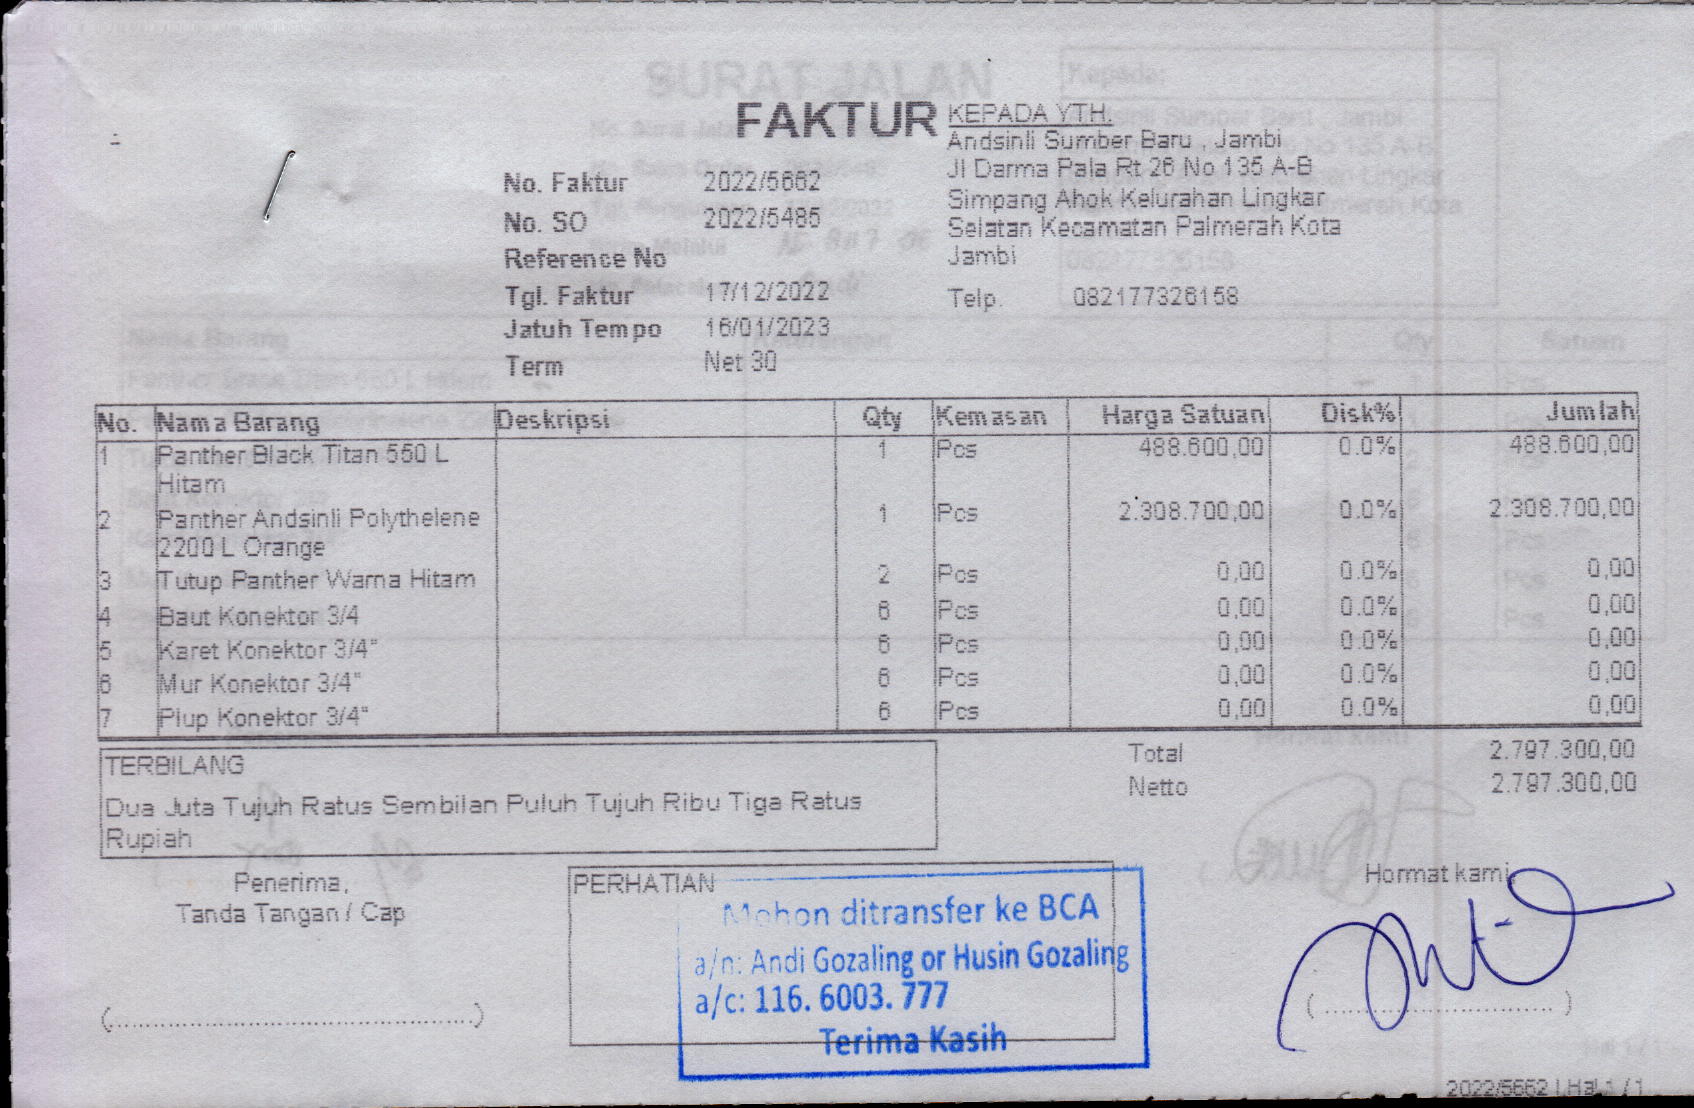 FAKTUR
No. Faktur 2022/5662
No. SO 2022/5485
Reference No
Tgl. Faktur 17/12/2022
Jatuh Tempo 16/01/2023
Term Net 30
KEPADA YTH.
Andsinli Sumber Baru , Jambi
Jl Darma Pala Rt 26 No 135 A-B
Simpang Ahok Kelurahan Lingkar
Selatan Kecamatan Palmerah Kota
Jambi
Telp. 082177326158
No. Nama Barang Deskripsi Qty Kemasan Harga Satuan Disk% Jumlah
1 Panther Black Titan 550 L 1 Pcs 488.600,00 0.0% 488.600,00
Hitam
2 Panther Andsinli Polythelene 1 Pcs 2.308.700,00 0.0% 2.308.700,00
2200 L Orange
3 Tutup Panther Warna Hitam 2 Pcs 0,00 0.0% 0,00
4 Baut Konektor 3/4 6 Pcs 0,00 0.0% 0,00
5 Karet Konektor 3/4" 6 Pcs 0,00 0.0% 0,00
6 Mur Konektor 3/4" 6 Pcs 0,00 0.0% 0,00
7 Plup Konektor 3/4" 6 Pcs 0,00 0.0% 0,00
TERBILANG
Dua Juta Tujuh Ratus Sembilan Puluh Tujuh Ribu Tiga Ratus
Rupiah
Total 2.797.300,00
Netto 2.797.300,00
Penerima,
Tanda Tangan / Cap
(................................................)
PERHATIAN
Mohon ditransfer ke BCA
a/n: Andi Gozaling or Husin Gozaling
a/c: 116. 6003. 777
Terima Kasih
Hormat kami,
(..............................)
2022/5662 | Hal 1 / 1